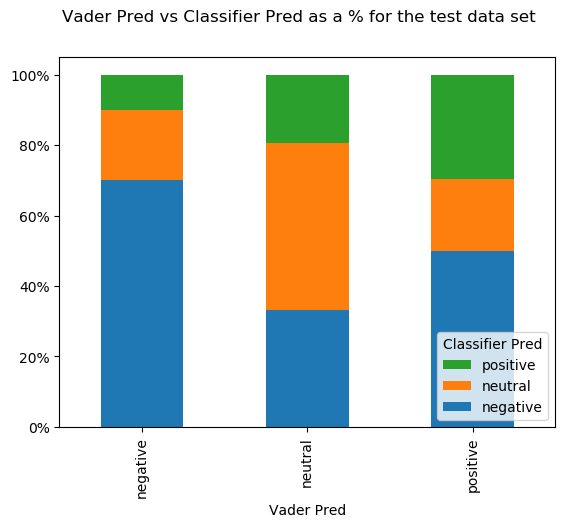 Vader Pred vs Classifier Pred as a % for the test data set
100%
80%
60%
40%
20%
0%
Classifier Pred
positive
neutral
negative
negative
neutral
positive
Vader Pred